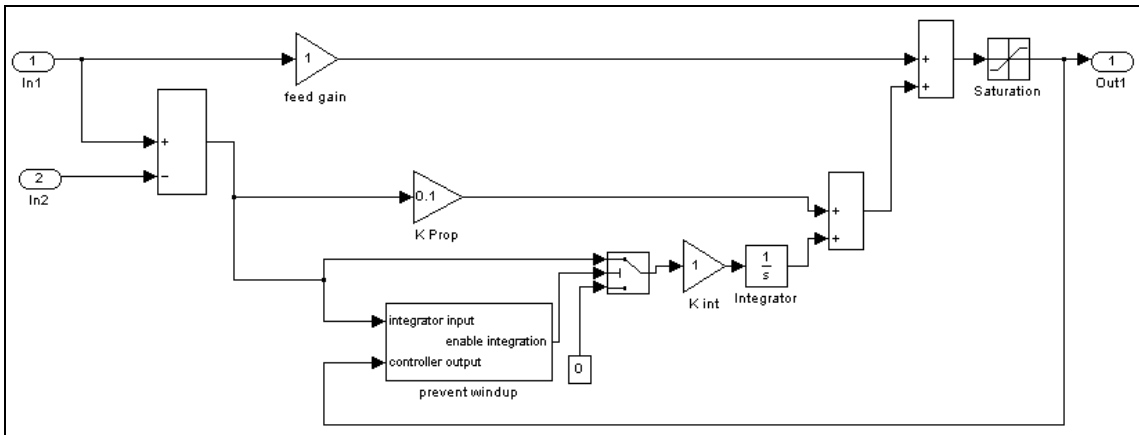 1
In1
1
feed gain
+
+
Saturation
1
Out1
+
−
2
In2
0.1
K Prop
+
+
1
K int
1
s
Integrator
integrator input
enable integration
controller output
0
prevent windup